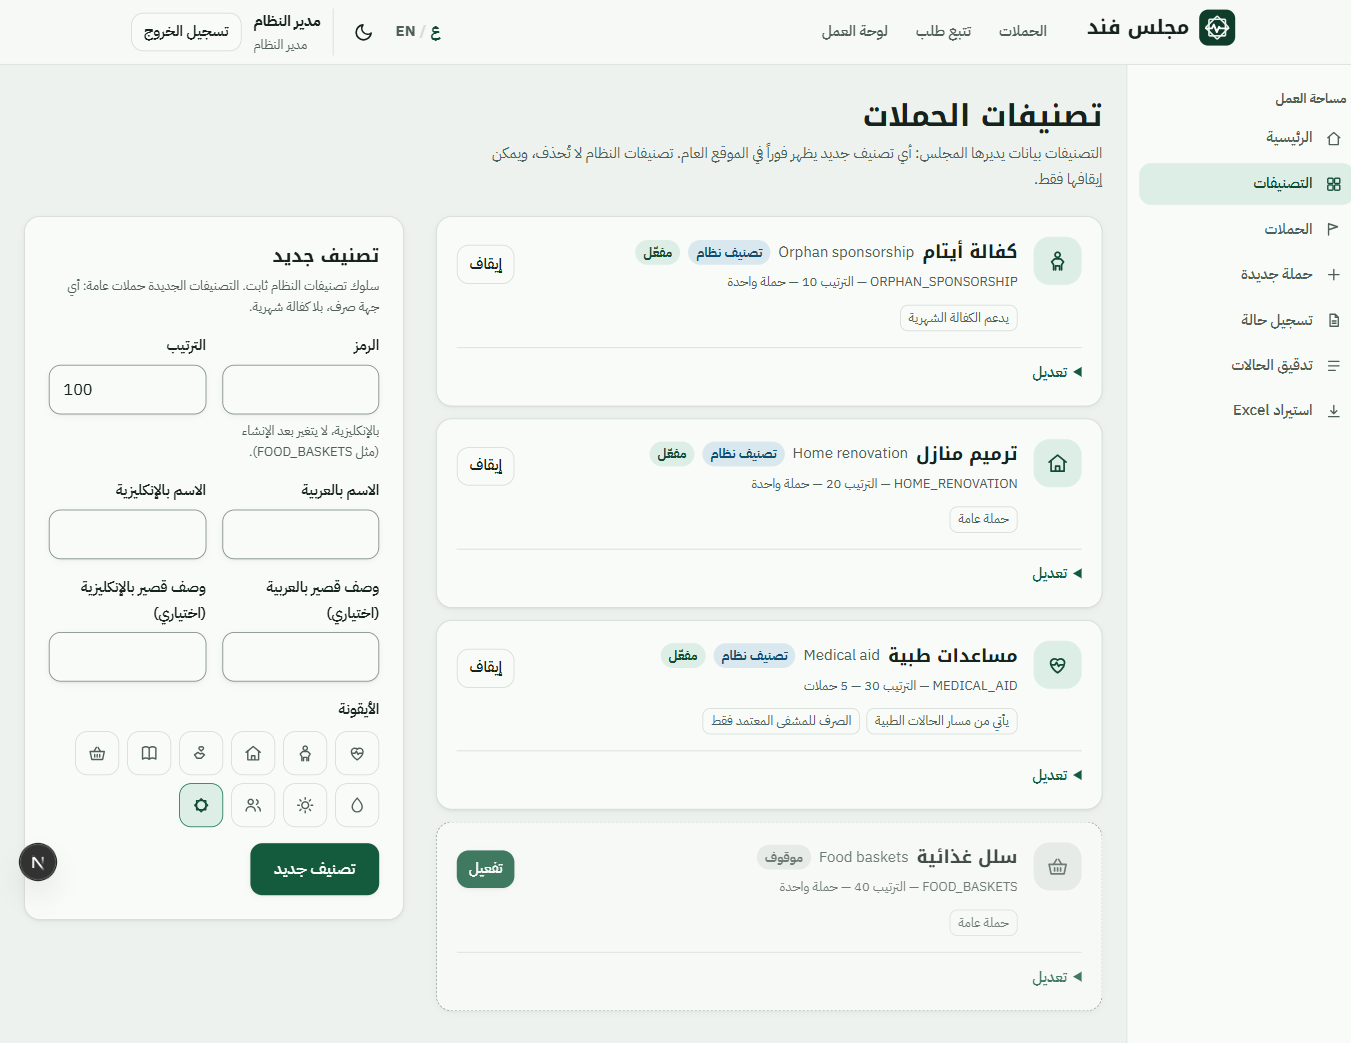 مجلس فند
الحملات
تتبع طلب
لوحة العمل
ع / EN
مدير النظام
مدير النظام
تسجيل الخروج
مساحة العمل
الرئيسية
التصنيفات
الحملات
حملة جديدة
تسجيل حالة
تدقيق الحالات
استيراد Excel
تصنيفات الحملات
التصنيفات بيانات يديرها المجلس: أي تصنيف جديد يظهر فوراً في الموقع العام. تصنيفات النظام لا تُحذف، ويمكن
إيقافها فقط.
كفالة أيتام Orphan sponsorship تصنيف نظام مفعّل
إيقاف
ORPHAN_SPONSORSHIP — الترتيب 10 — حملة واحدة
يدعم الكفالة الشهرية
تعديل
ترميم منازل Home renovation تصنيف نظام مفعّل
إيقاف
HOME_RENOVATION — الترتيب 20 — حملة واحدة
حملة عامة
تعديل
مساعدات طبية Medical aid تصنيف نظام مفعّل
إيقاف
MEDICAL_AID — الترتيب 30 — 5 حملات
يأتي من مسار الحالات الطبية
الصرف للمشفى المعتمد فقط
تعديل
سلل غذائية Food baskets موقوف
تفعيل
FOOD_BASKETS — الترتيب 40 — حملة واحدة
حملة عامة
تعديل
تصنيف جديد
سلوك تصنيفات النظام ثابت. التصنيفات الجديدة حملات عامة: أي
جهة صرف، بلا كفالة شهرية.
الرمز
الترتيب
100
بالإنكليزية، لا يتغير بعد الإنشاء
(مثل FOOD_BASKETS).
الاسم بالعربية
الاسم بالإنكليزية
وصف قصير بالعربية
(اختياري)
وصف قصير بالإنكليزية
(اختياري)
الأيقونة
تصنيف جديد
N